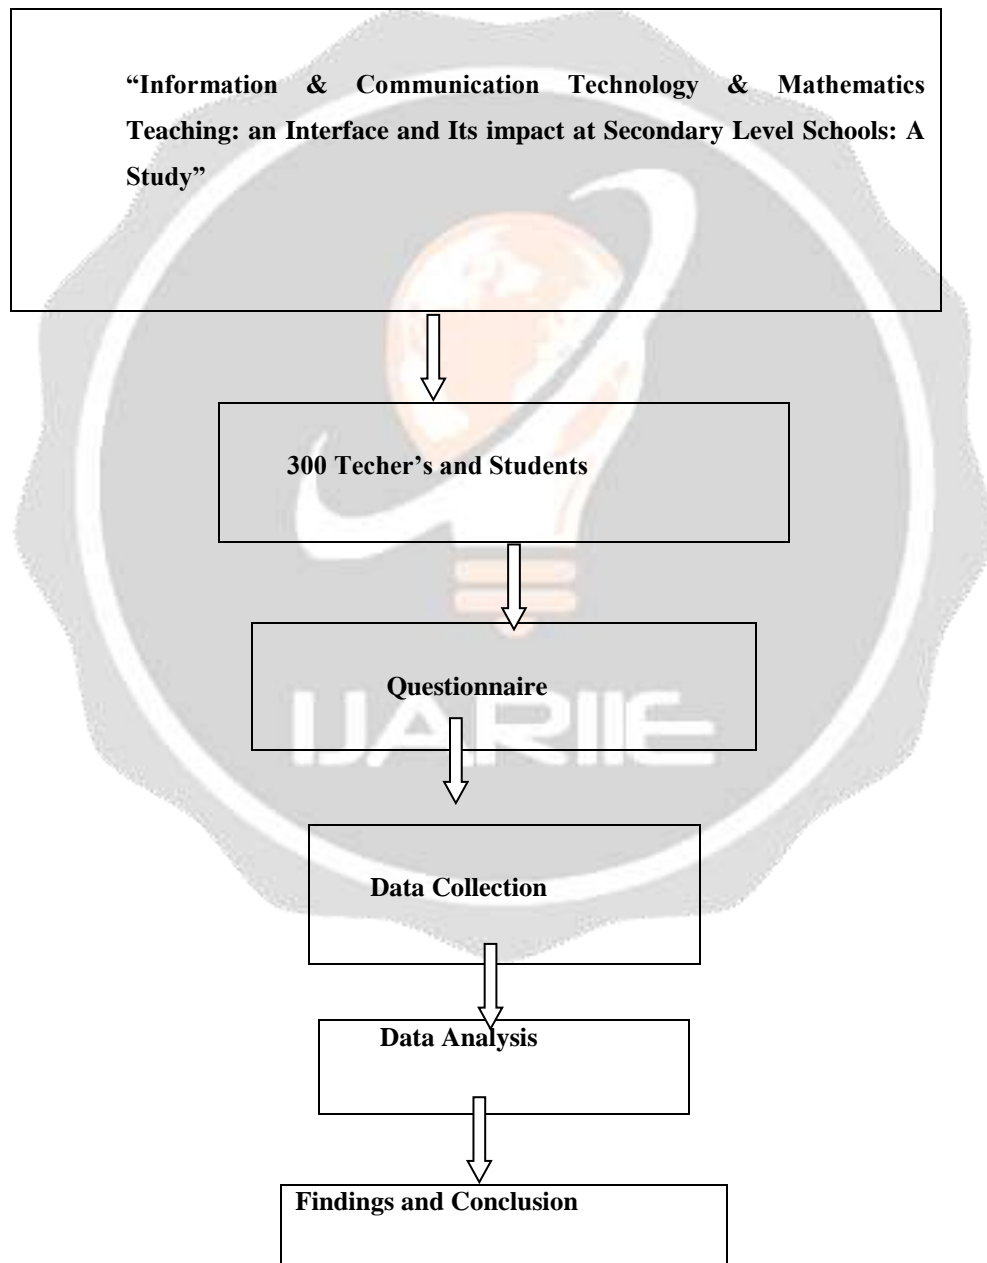 “Information & Communication Technology & Mathematics
Teaching: an Interface and Its impact at Secondary Level Schools: A
Study”
300 Techer’s and Students
Questionnaire
IJARIIE
Data Collection
Data Analysis
Findings and Conclusion